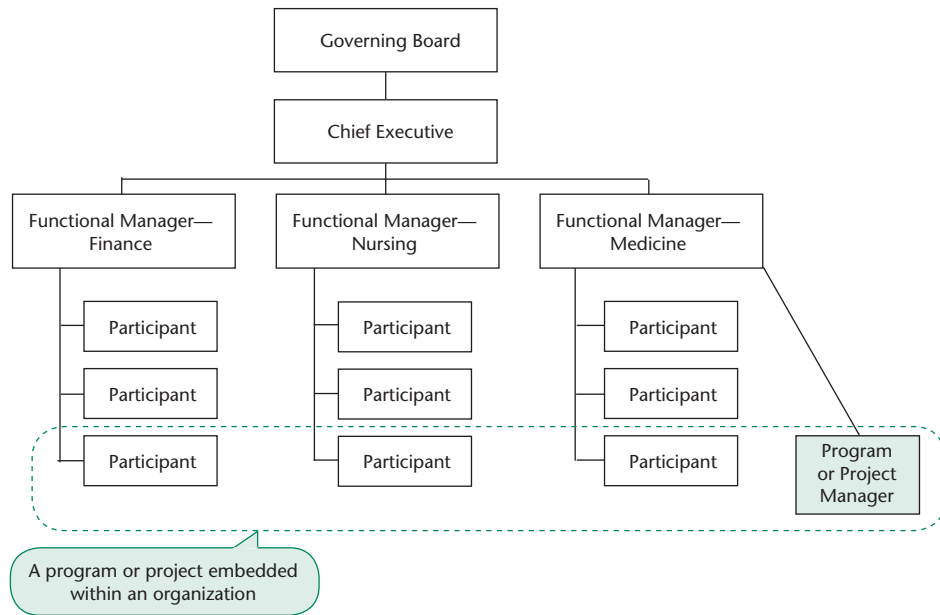 Governing Board
Chief Executive
Functional Manager—
Finance
Functional Manager—
Nursing
Functional Manager—
Medicine
Participant
Participant
Participant
Participant
Participant
Participant
Participant
Participant
Participant
Program
or Project
Manager
A program or project embedded
within an organization